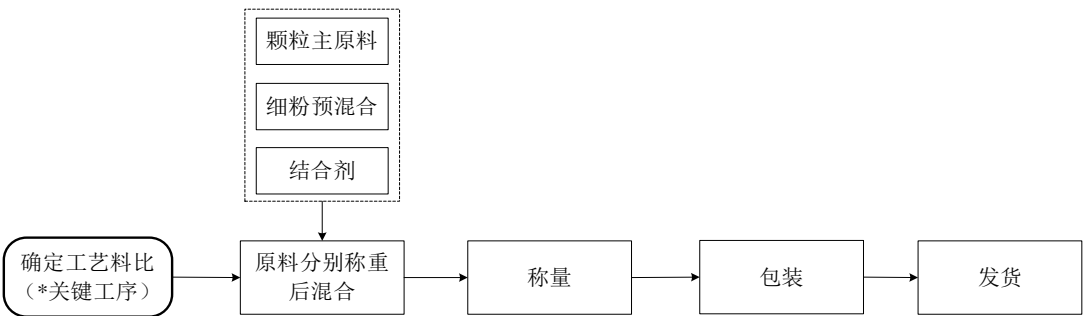 颗粒主原料
细粉预混合
结合剂
确定工艺料比
（*关键工序）
原料分别称重
后混合
称量
包装
发货